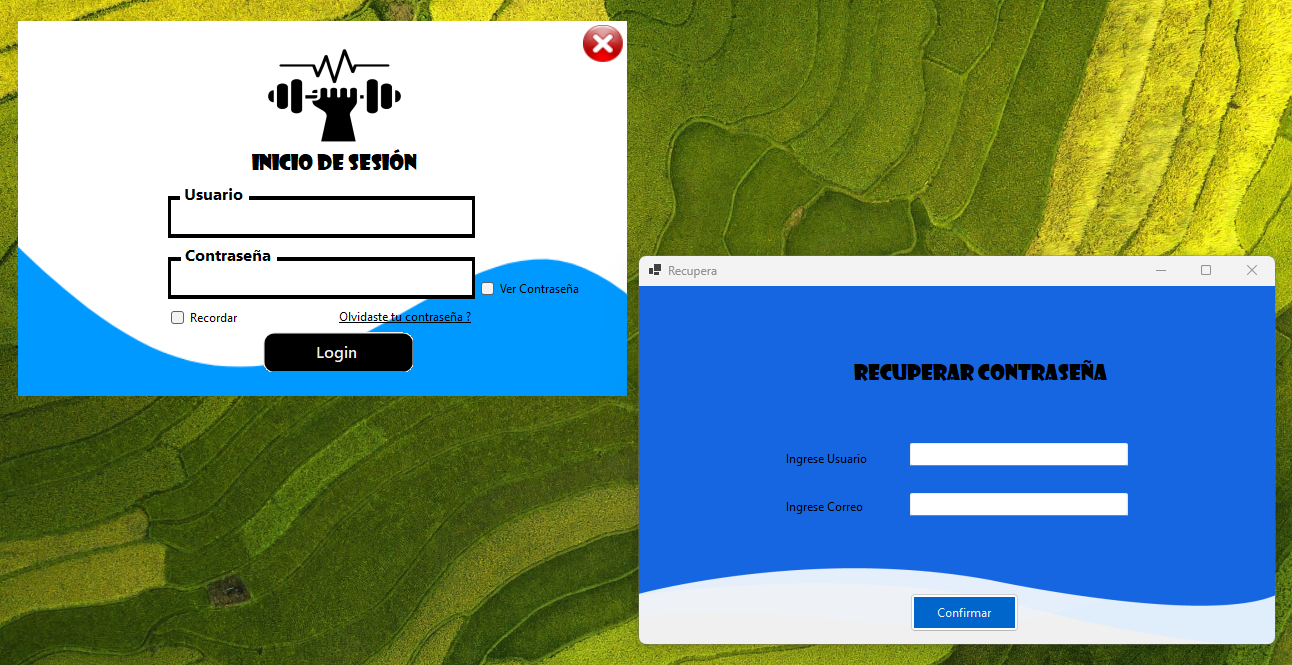 INICIO DE SESIÓN
Usuario
Contraseña
Ver Contraseña
Recordar
Olvidaste tu contraseña ?
Login
Recupera
RECUPERAR CONTRASEÑA
Ingrese Usuario
Ingrese Correo
Confirmar